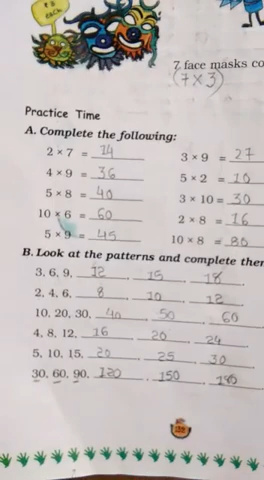 ₹ 8 each
7 face masks co
(7 × 3)
Practice Time
A. Complete the following:
2 × 7 = 14
3 × 9 = 27
4 × 9 = 36
5 × 2 = 10
5 × 8 = 40
3 × 10 = 30
10 × 6 = 60
2 × 8 = 16
5 × 9 = 45
10 × 8 = 80
B. Look at the patterns and complete them
3, 6, 9, 12, 15, 18.
2, 4, 6, 8, 10, 12
10, 20, 30, 40, 50, 60
4, 8, 12, 16, 20, 24
5, 10, 15, 20, 25, 30
30, 60, 90. 120, 150, 180